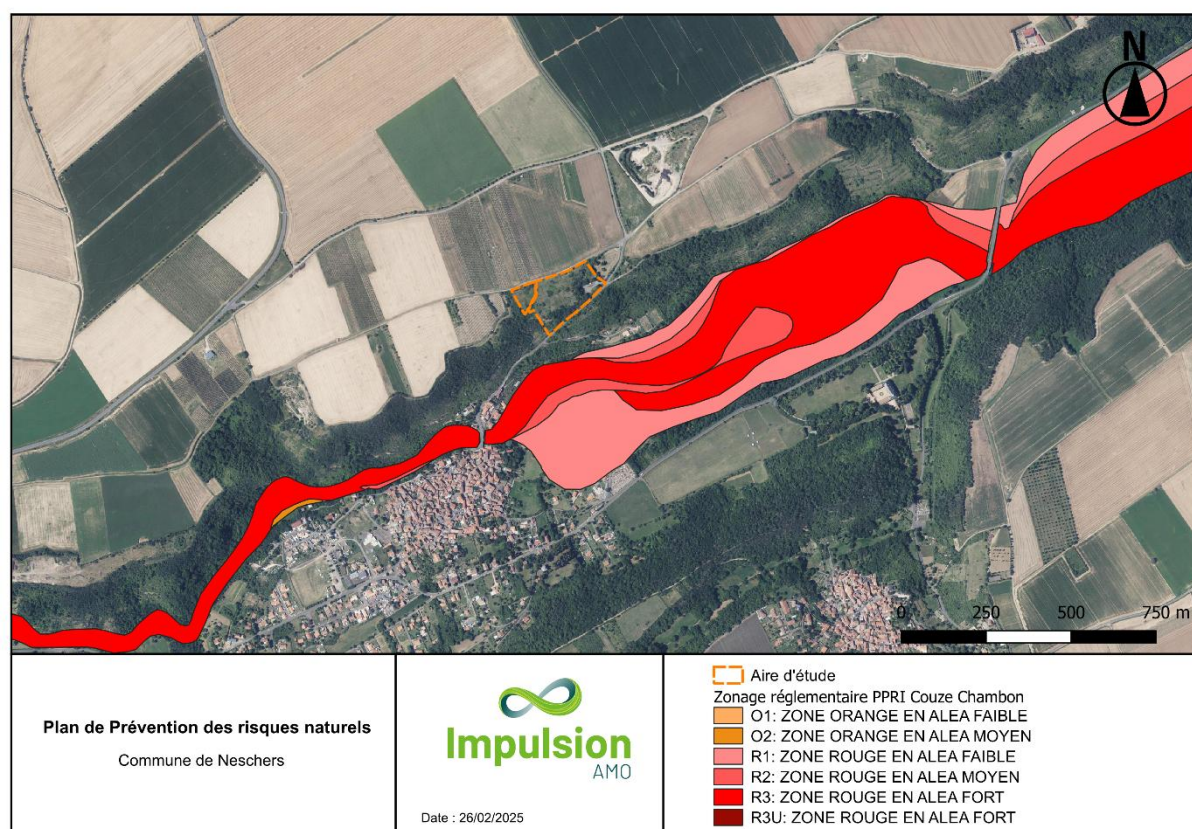 N
0 250 500 750 m
Plan de Prévention des risques naturels
Commune de Neschers
Impulsion
AMO
Date : 26/02/2025
Aire d'étude
Zonage réglementaire PPRI Couze Chambon
O1: ZONE ORANGE EN ALEA FAIBLE
O2: ZONE ORANGE EN ALEA MOYEN
R1: ZONE ROUGE EN ALEA FAIBLE
R2: ZONE ROUGE EN ALEA MOYEN
R3: ZONE ROUGE EN ALEA FORT
R3U: ZONE ROUGE EN ALEA FORT